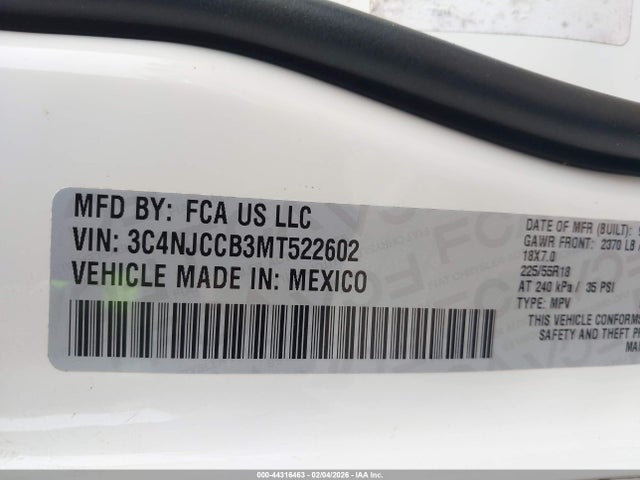 MFD BY: FCA US LLC
VIN: 3C4NJCCB3MT522602
VEHICLE MADE IN: MEXICO
DATE OF MFR (BUILT):
GAWR FRONT: 2370 LB
18X7.0
225/55R18
AT 240 kPa / 35 PSI
TYPE: MPV
THIS VEHICLE CONFORMS
SAFETY AND THEFT
000-44316463 - 02/04/2026 - IAAI Inc.